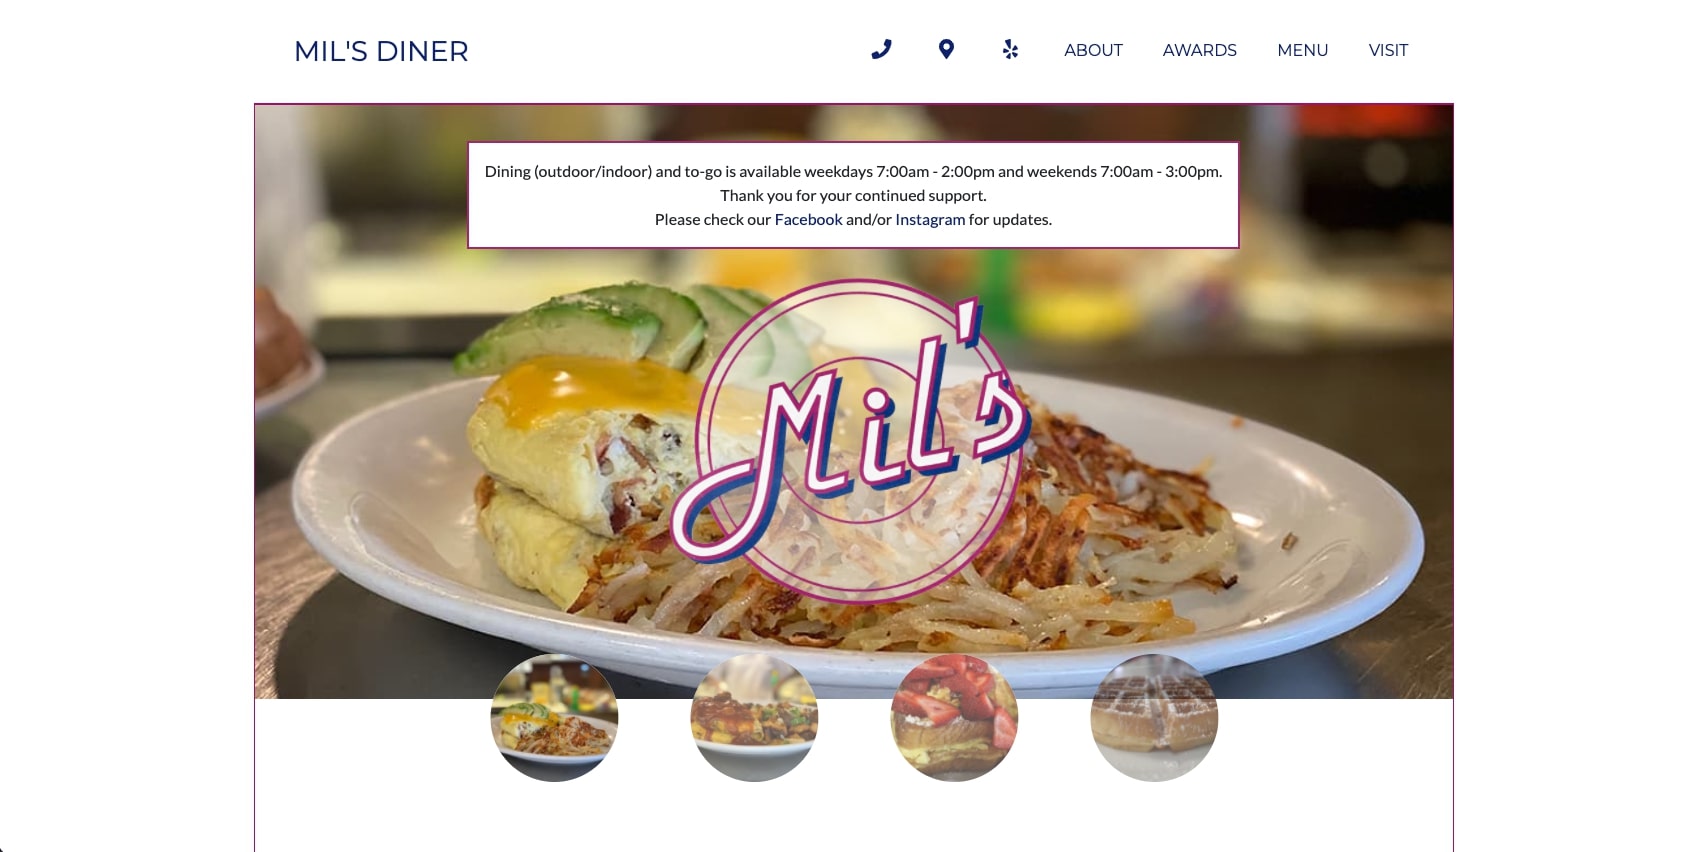 MIL'S DINER
ABOUT AWARDS MENU VISIT
Dining (outdoor/indoor) and to-go is available weekdays 7:00am - 2:00pm and weekends 7:00am - 3:00pm.
Thank you for your continued support.
Please check our Facebook and/or Instagram for updates.
Mil's